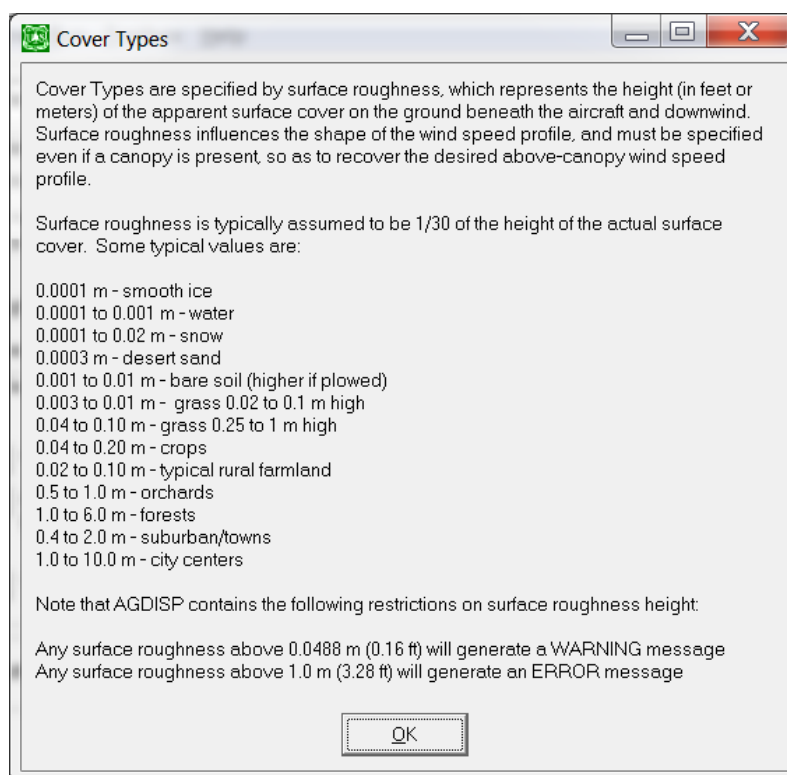 Cover Types
Cover Types are specified by surface roughness, which represents the height (in feet or
meters) of the apparent surface cover on the ground beneath the aircraft and downwind.
Surface roughness influences the shape of the wind speed profile, and must be specified
even if a canopy is present, so as to recover the desired above-canopy wind speed
profile.
Surface roughness is typically assumed to be 1/30 of the height of the actual surface
cover.  Some typical values are:
0.0001 m - smooth ice
0.0001 to 0.001 m - water
0.0001 to 0.02 m - snow
0.0003 m - desert sand
0.001 to 0.01 m - bare soil (higher if plowed)
0.003 to 0.01 m -  grass 0.02 to 0.1 m high
0.04 to 0.10 m - grass 0.25 to 1 m high
0.04 to 0.20 m - crops
0.02 to 0.10 m - typical rural farmland
0.5 to 1.0 m - orchards
1.0 to 6.0 m - forests
0.4 to 2.0 m - suburban/towns
1.0 to 10.0 m - city centers
Note that AGDISP contains the following restrictions on surface roughness height:
Any surface roughness above 0.0488 m (0.16 ft) will generate a WARNING message
Any surface roughness above 1.0 m (3.28 ft) will generate an ERROR message
OK